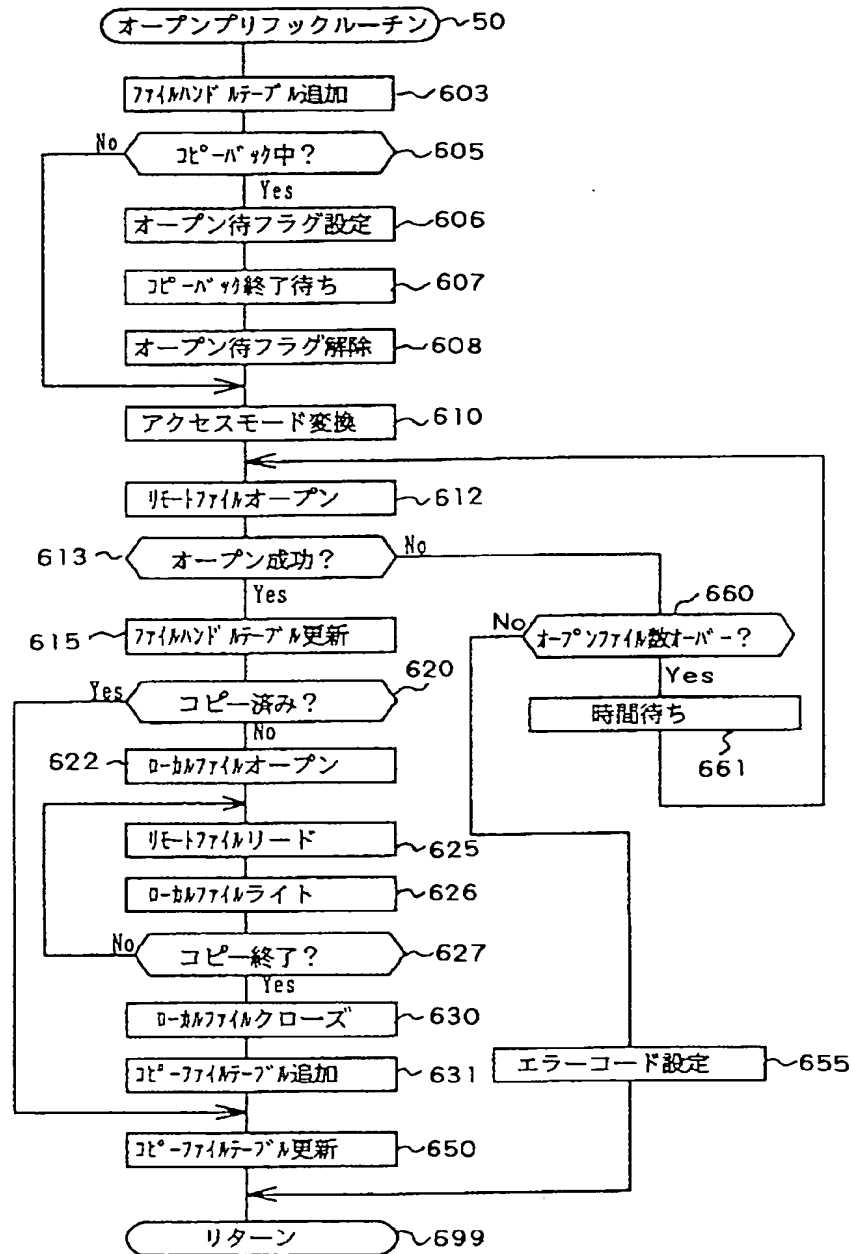 オープンプリフックルーチン 50
ファイルハンドルテーブル追加 603
コピーバック中？ 605
No
Yes
オープン待フラグ設定 606
コピーバック終了待ち 607
オープン待フラグ解除 608
アクセスモード変換 610
リモートファイルオープン 612
613 オープン成功？ No
Yes
660
615 ファイルハンドルテーブル更新
No オープンファイル数オーバー？
Yes
Yes コピー済み？ 620
No
時間待ち
661
622 ローカルファイルオープン
リモートファイルリード 625
ローカルファイルライト 626
No コピー終了？ 627
Yes
ローカルファイルクローズ 630
エラーコード設定 655
コピーファイルテーブル追加 631
コピーファイルテーブル更新 650
リターン 699